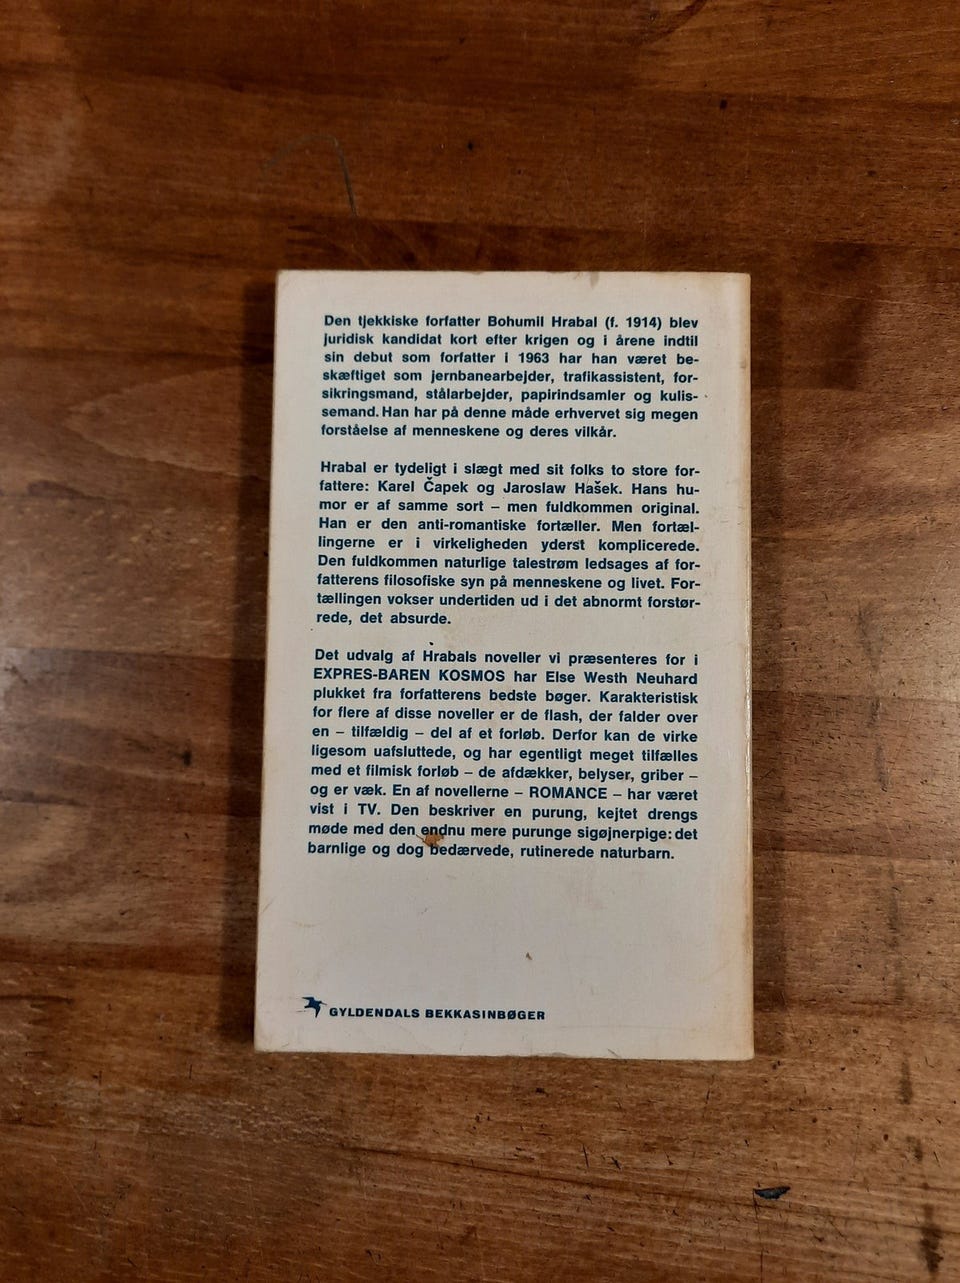 Den tjekkiske forfatter Bohumil Hrabal (f. 1914) blev
juridisk kandidat kort efter krigen og i årene indtil
sin debut som forfatter i 1963 har han været be-
skæftiget som jernbanearbejder, trafikassistent, for-
sikringsmand, stålarbejder, papirindsamler og kulis-
semand. Han har på denne måde erhvervet sig megen
forståelse af menneskene og deres vilkår.
Hrabal er tydeligt i slægt med sit folks to store for-
fattere: Karel Čapek og Jaroslaw Hašek. Hans hu-
mor er af samme sort – men fuldkommen original.
Han er den anti-romantiske fortæller. Men fortæl-
lingerne er i virkeligheden yderst komplicerede.
Den fuldkommen naturlige talestrøm ledsages af for-
fatterens filosofiske syn på menneskene og livet. For-
tællingen vokser undertiden ud i det abnormt forstør-
rede, det absurde.
Det udvalg af Hrabals noveller vi præsenteres for i
EXPRES-BAREN KOSMOS har Else Westh Neuhard
plukket fra forfatterens bedste bøger. Karakteristisk
for flere af disse noveller er de flash, der falder over
en – tilfældig – del af et forløb. Derfor kan de virke
ligesom uafsluttede, og har egentligt meget tilfælles
med et filmisk forløb – de afdækker, belyser, griber –
og er væk. En af novellerne – ROMANCE – har været
vist i TV. Den beskriver en purung, kejtet drengs
møde med den endnu mere purunge sigøjnerpige: det
barnlige og dog bedærvede, rutinerede naturbarn.
GYLDENDALS BEKKASINBØGER